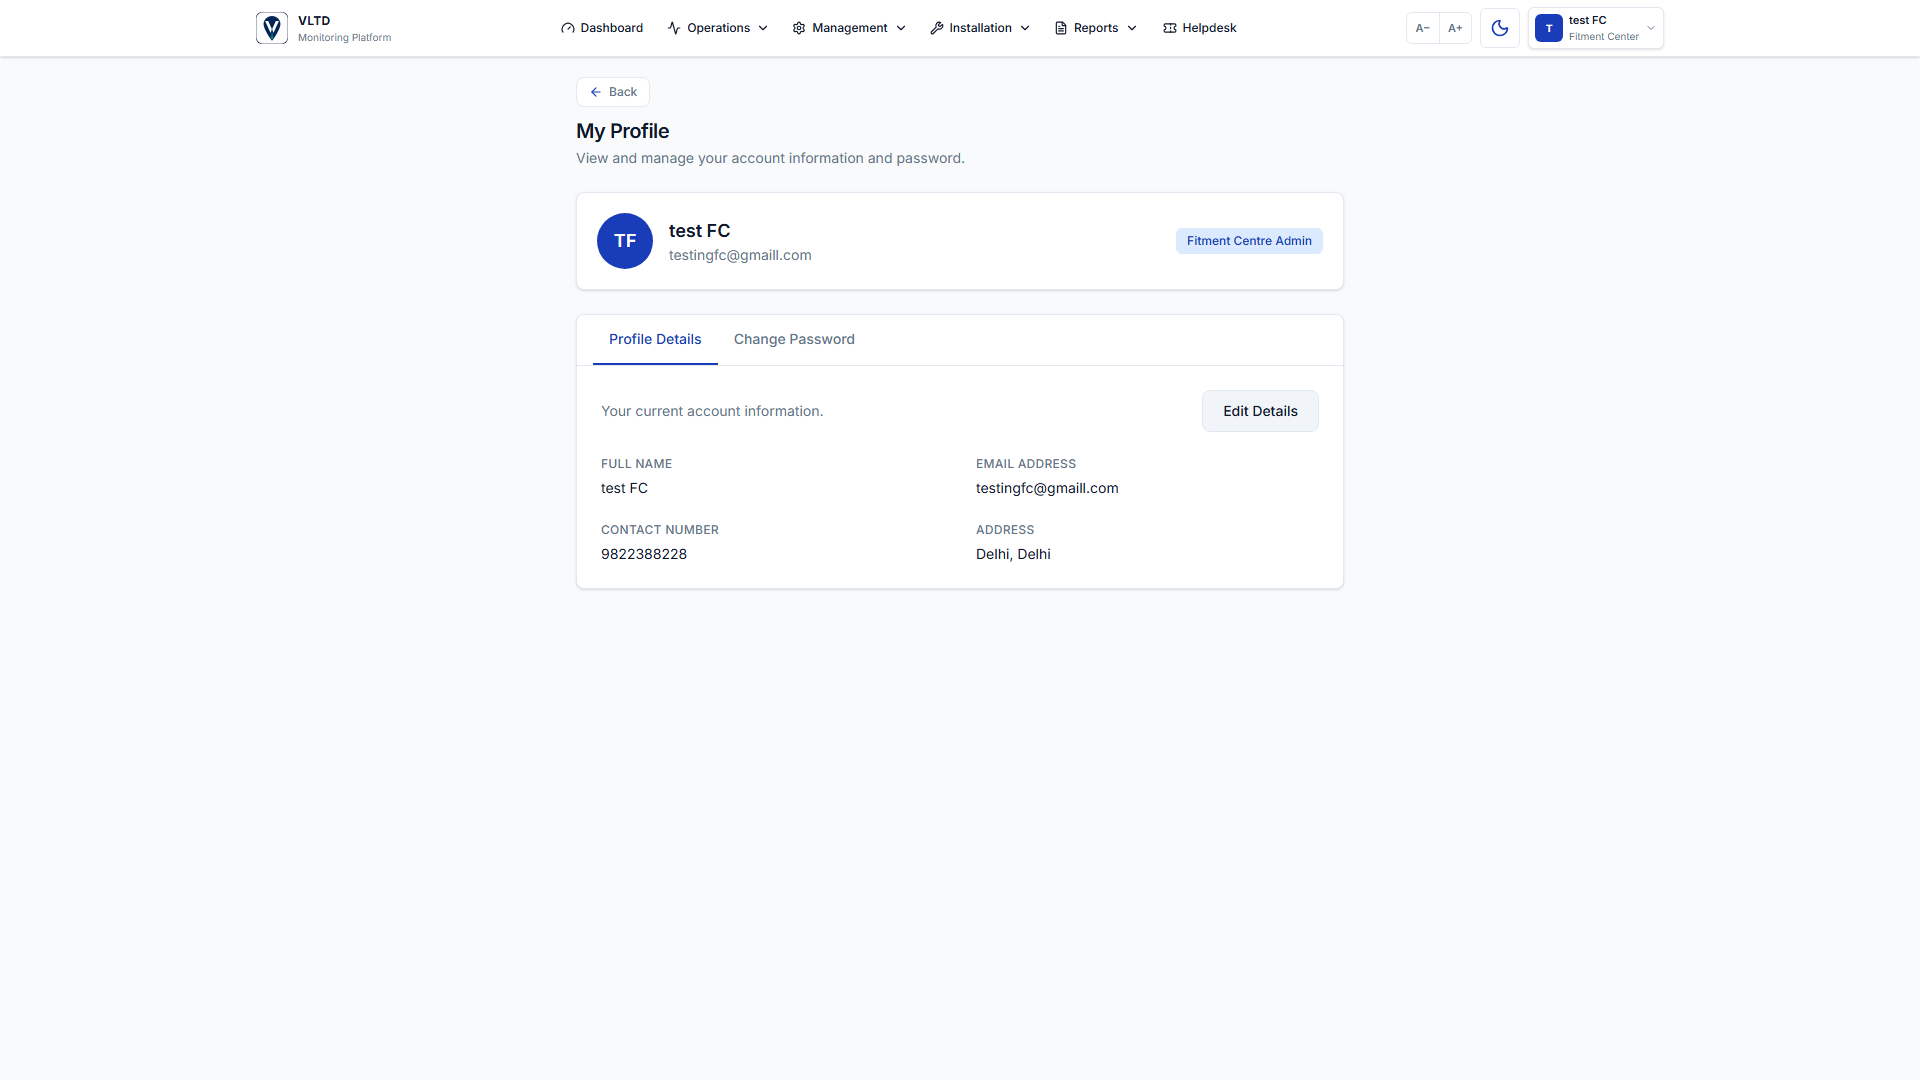 VLTD
Monitoring Platform
Dashboard
Operations
Management
Installation
Reports
Helpdesk
A−
A+
T
test FC
Fitment Center
Back
My Profile
View and manage your account information and password.
TF
test FC
testingfc@gmaill.com
Fitment Centre Admin
Profile Details
Change Password
Your current account information.
Edit Details
FULL NAME
test FC
EMAIL ADDRESS
testingfc@gmaill.com
CONTACT NUMBER
9822388228
ADDRESS
Delhi, Delhi